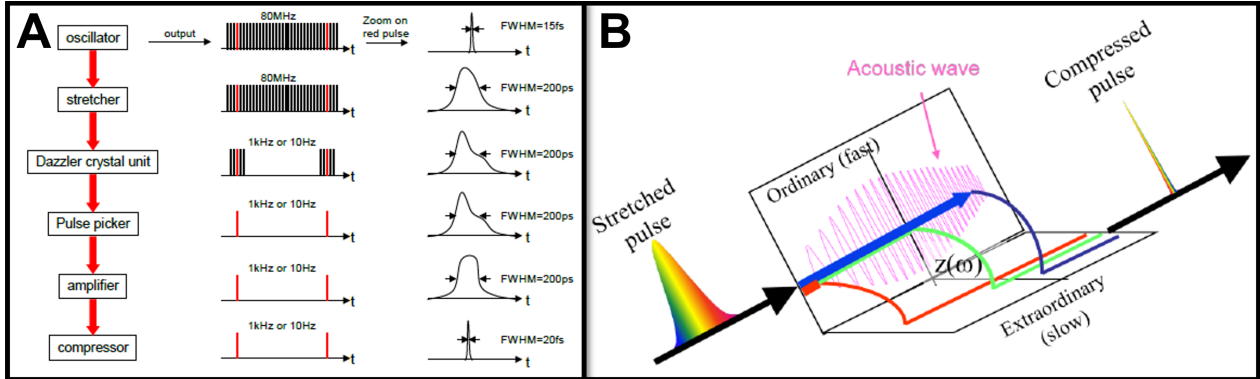 A
oscillator
output
80MHz
t
Zoom on
red pulse
FWHM=15fs
t
stretcher
80MHz
t
FWHM=200ps
t
Dazzler crystal unit
1kHz or 10Hz
t
FWHM=200ps
t
Pulse picker
1kHz or 10Hz
t
FWHM=200ps
t
amplifier
1kHz or 10Hz
t
FWHM=200ps
t
compressor
1kHz or 10Hz
t
FWHM=20fs
t
B
Stretched
pulse
Acoustic wave
Ordinary (fast)
Z(ω)
Extraordinary
(slow)
Compressed
pulse